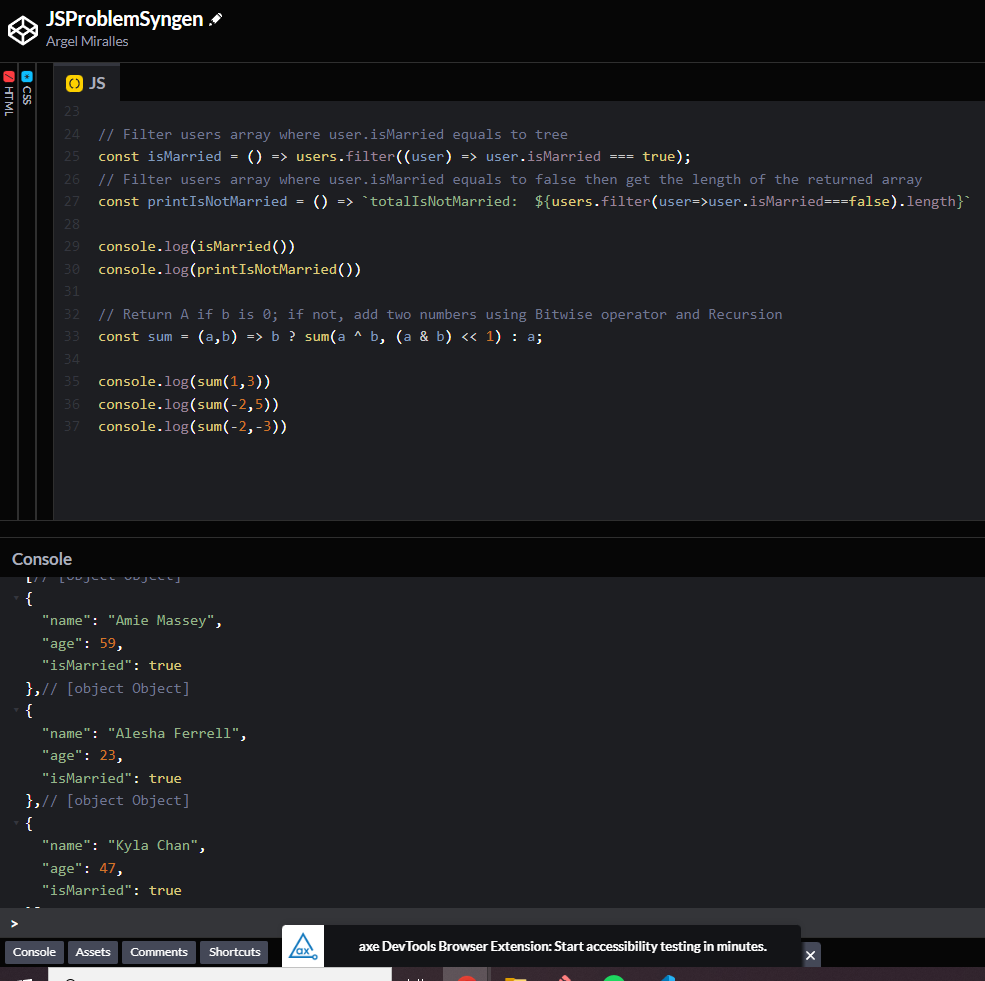 JSProblemSyngen
Argel Miralles
HTML
CSS
JS
23
24 // Filter users array where user.isMarried equals to tree
25 const isMarried = () => users.filter((user) => user.isMarried === true);
26 // Filter users array where user.isMarried equals to false then get the length of the returned array
27 const printIsNotMarried = () => `totalIsNotMarried:  ${users.filter(user=>user.isMarried===false).length}`
28
29 console.log(isMarried())
30 console.log(printIsNotMarried())
31
32 // Return A if b is 0; if not, add two numbers using Bitwise operator and Recursion
33 const sum = (a,b) => b ? sum(a ^ b, (a & b) << 1) : a;
34
35 console.log(sum(1,3))
36 console.log(sum(-2,5))
37 console.log(sum(-2,-3))
Console
[// [object Object]
{
"name": "Amie Massey",
"age": 59,
"isMarried": true
},// [object Object]
{
"name": "Alesha Ferrell",
"age": 23,
"isMarried": true
},// [object Object]
{
"name": "Kyla Chan",
"age": 47,
"isMarried": true
>
Console Assets Comments Shortcuts
ax
axe DevTools Browser Extension: Start accessibility testing in minutes.